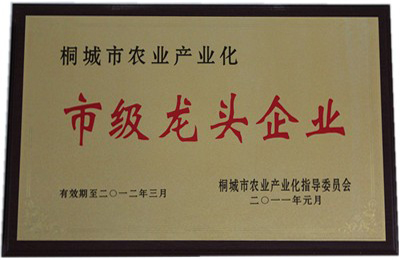 桐城市农业产业化
市级龙头企业
有效期至二〇一二年三月
桐城市农业产业化指导委员会
二〇一一年元月